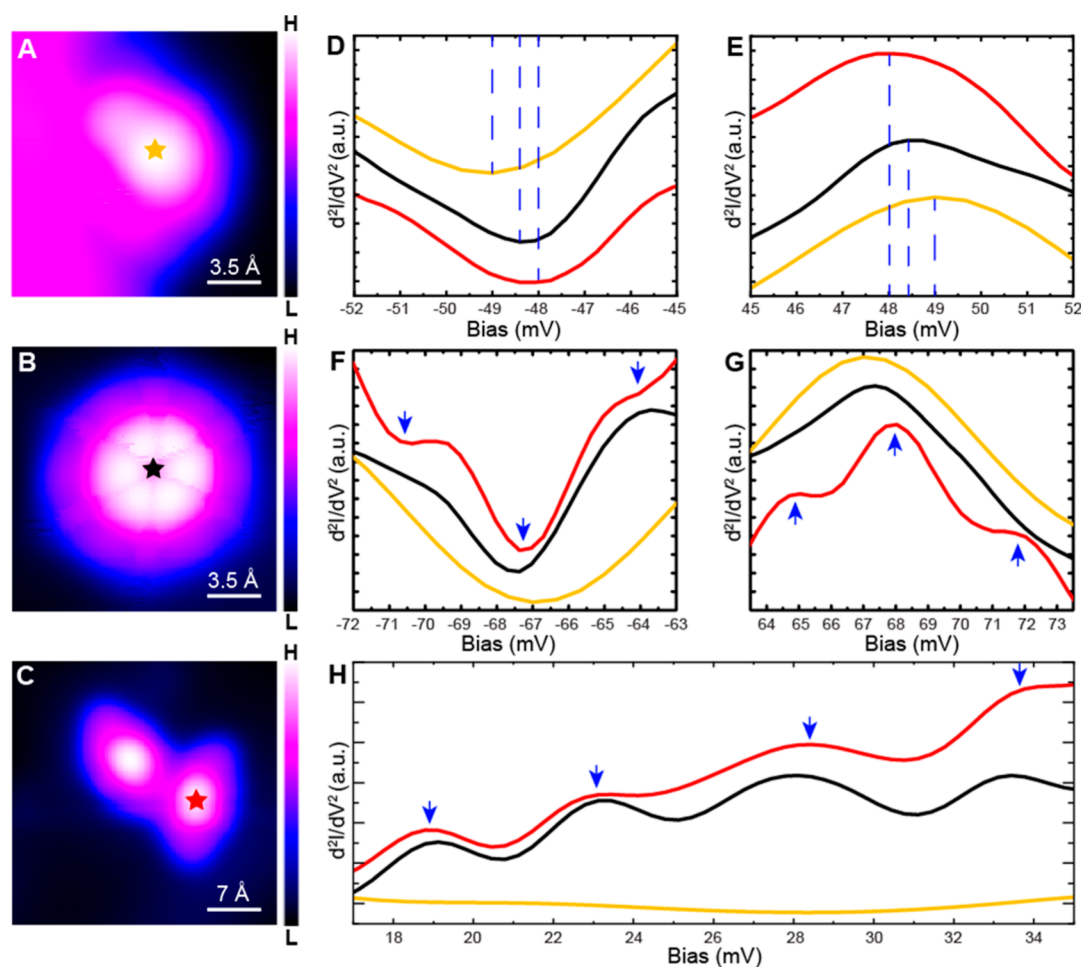 A
H
L
3.5 Å
D
d²I/dV² (a.u.)
-52 -51 -50 -49 -48 -47 -46 -45
Bias (mV)
E
d²I/dV² (a.u.)
45 46 47 48 49 50 51 52
Bias (mV)
B
H
L
3.5 Å
F
d²I/dV² (a.u.)
-72 -71 -70 -69 -68 -67 -66 -65 -64 -63
Bias (mV)
G
d²I/dV² (a.u.)
64 65 66 67 68 69 70 71 72 73
Bias (mV)
C
H
L
7 Å
H
d²I/dV² (a.u.)
18 20 22 24 26 28 30 32 34
Bias (mV)